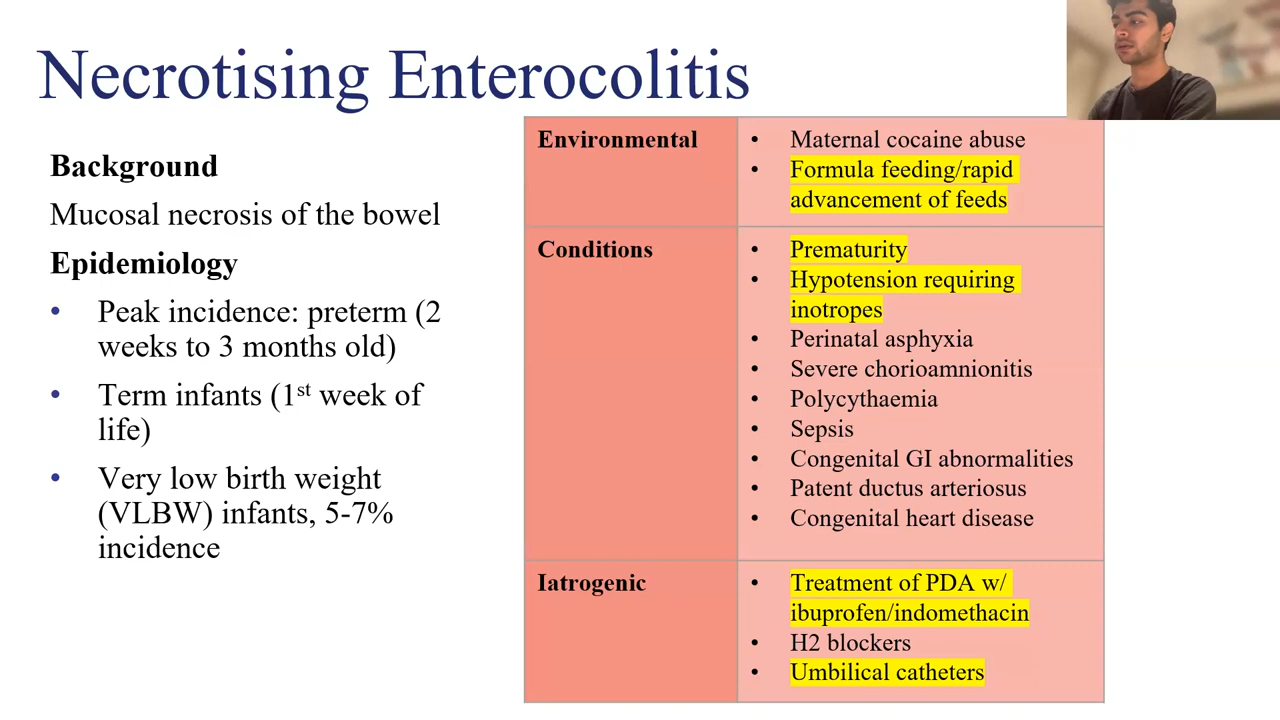 Necrotising Enterocolitis
Background
Mucosal necrosis of the bowel
Epidemiology
• Peak incidence: preterm (2
weeks to 3 months old)
• Term infants (1st week of
life)
• Very low birth weight
(VLBW) infants, 5-7%
incidence
Environmental
• Maternal cocaine abuse
• Formula feeding/rapid
advancement of feeds
Conditions
• Prematurity
• Hypotension requiring
inotropes
• Perinatal asphyxia
• Severe chorioamnionitis
• Polycythaemia
• Sepsis
• Congenital GI abnormalities
• Patent ductus arteriosus
• Congenital heart disease
Iatrogenic
• Treatment of PDA w/
ibuprofen/indomethacin
• H2 blockers
• Umbilical catheters